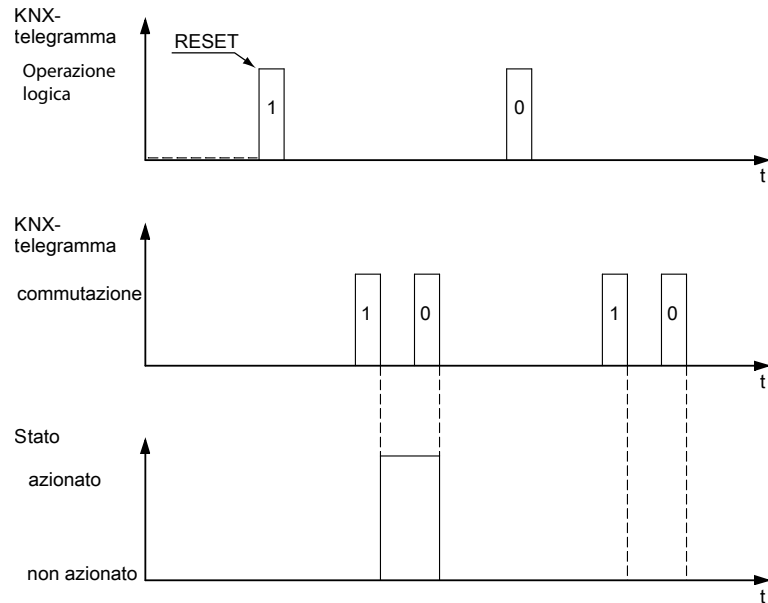 KNX-
telegramma
RESET
Operazione
logica
1
0
t
KNX-
telegramma
commutazione
1
0
1
0
t
Stato
azionato
non azionato
t